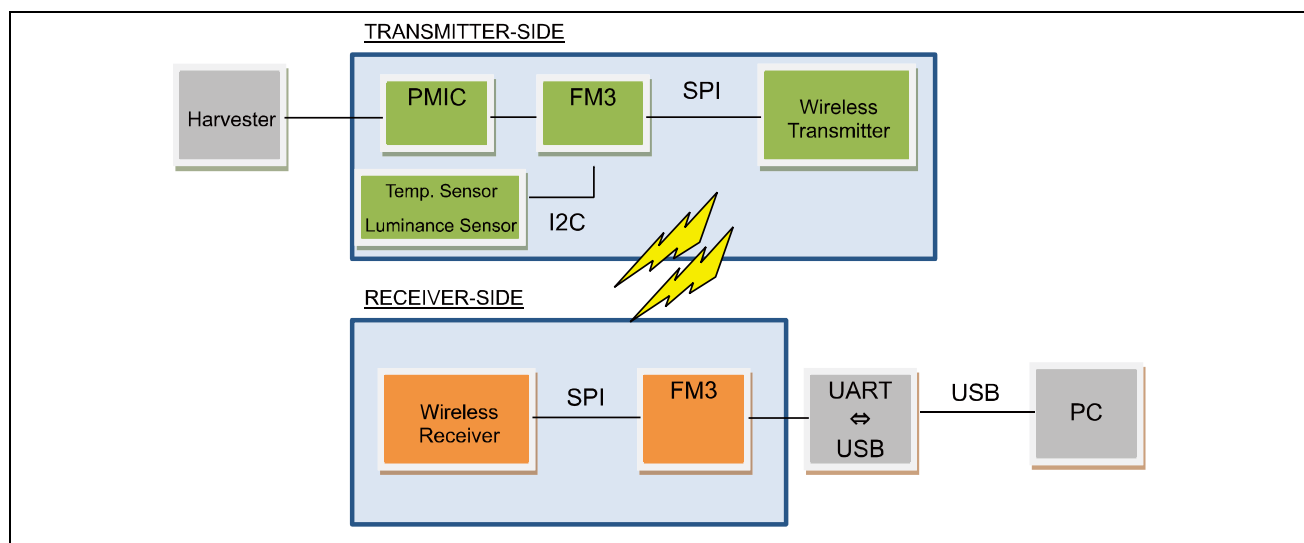 TRANSMITTER-SIDE
Harvester
PMIC
FM3
SPI
Wireless
Transmitter
Temp. Sensor
Luminance Sensor
I2C
RECEIVER-SIDE
Wireless
Receiver
SPI
FM3
UART
⇔
USB
USB
PC